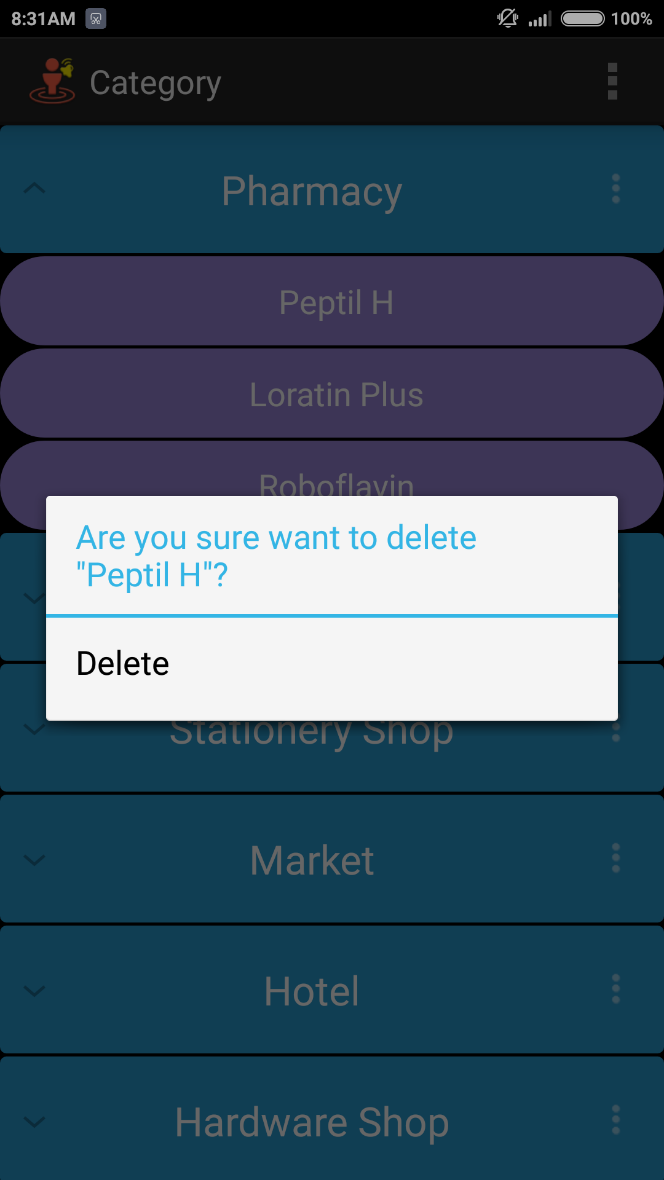 8:31AM 100%
Category
Pharmacy
Peptil H
Loratin Plus
Roboflavin
Are you sure want to delete
"Peptil H"?
Delete
Stationery Shop
Market
Hotel
Hardware Shop